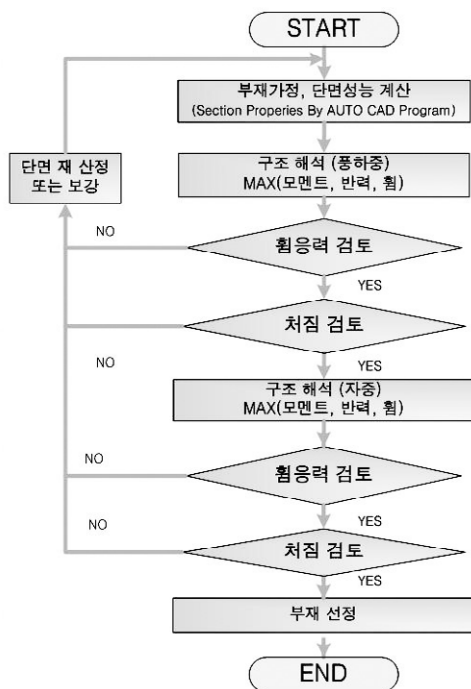 START
부재가정, 단면성능 계산
(Section Properies By AUTO CAD Program)
단면 재 산정
또는 보강
구조 해석 (풍하중)
MAX(모멘트, 반력, 휨)
NO
휨응력 검토
YES
처짐 검토
NO
YES
구조 해석 (자중)
MAX(모멘트, 반력, 휨)
NO
휨응력 검토
NO
YES
처짐 검토
YES
부재 선정
END